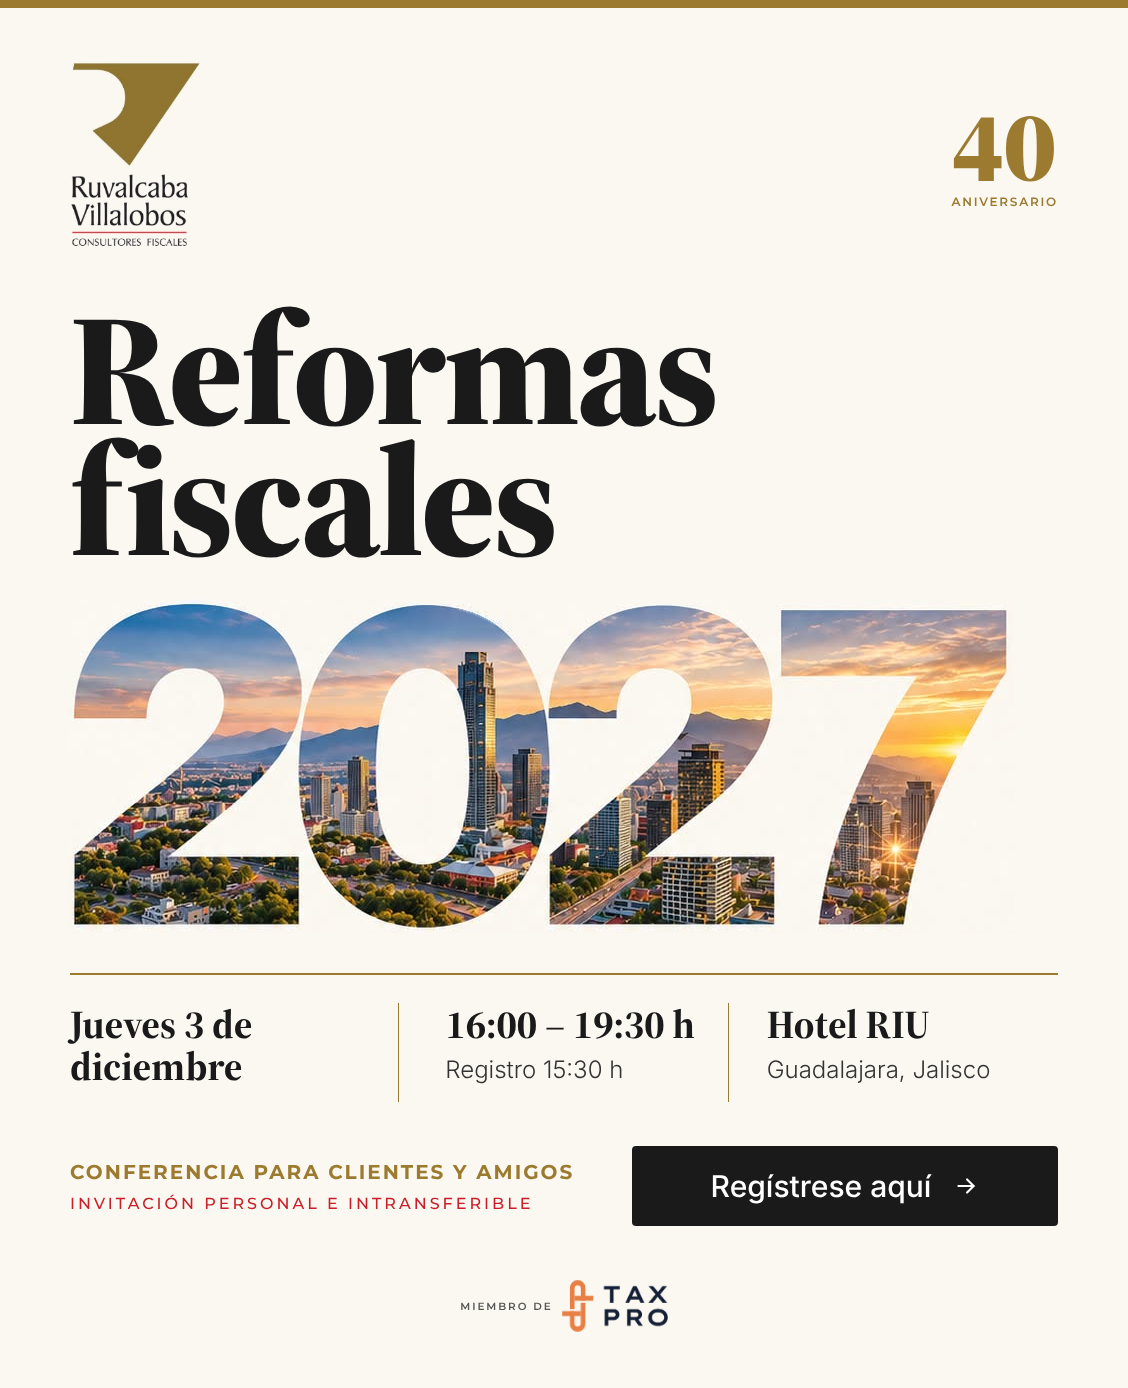 Ruvalcaba
Villalobos
CONSULTORES FISCALES
40
ANIVERSARIO
Reformas
fiscales
2027
Jueves 3 de
diciembre
16:00 – 19:30 h
Registro 15:30 h
Hotel RIU
Guadalajara, Jalisco
CONFERENCIA PARA CLIENTES Y AMIGOS
INVITACIÓN PERSONAL E INTRANSFERIBLE
Regístrese aquí →
MIEMBRO DE
TAX
PRO